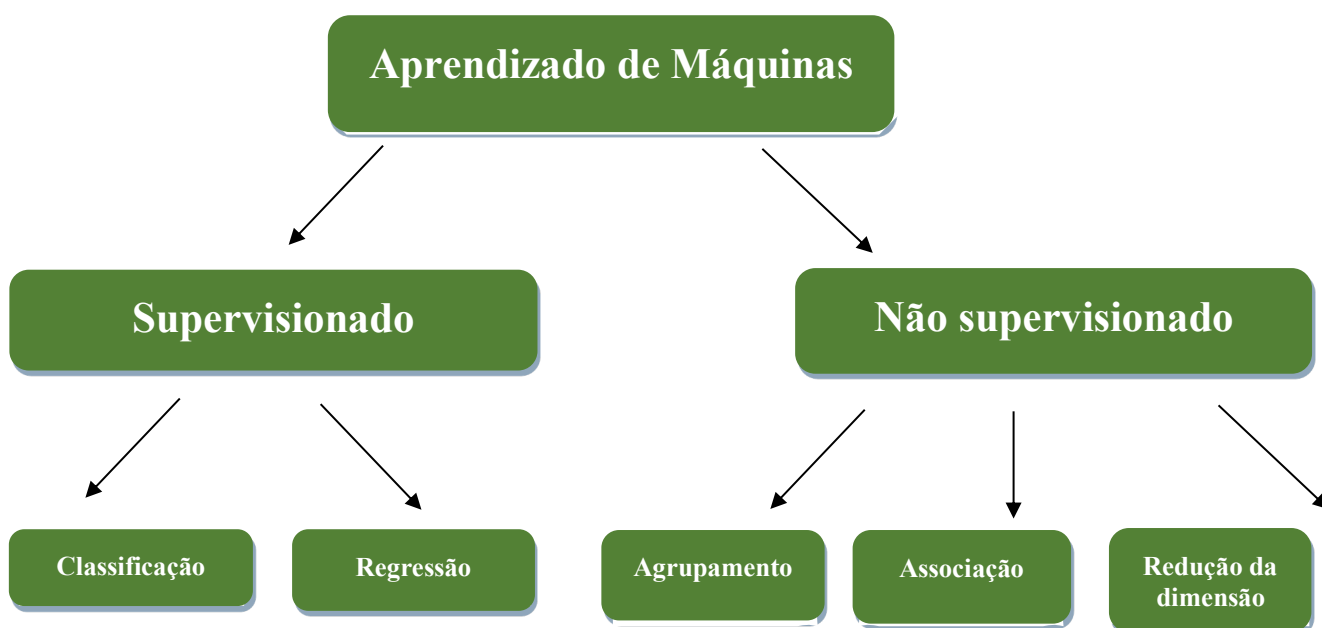 Aprendizado de Máquinas
Supervisionado
Não supervisionado
Classificação
Regressão
Agrupamento
Associação
Redução da
dimensão